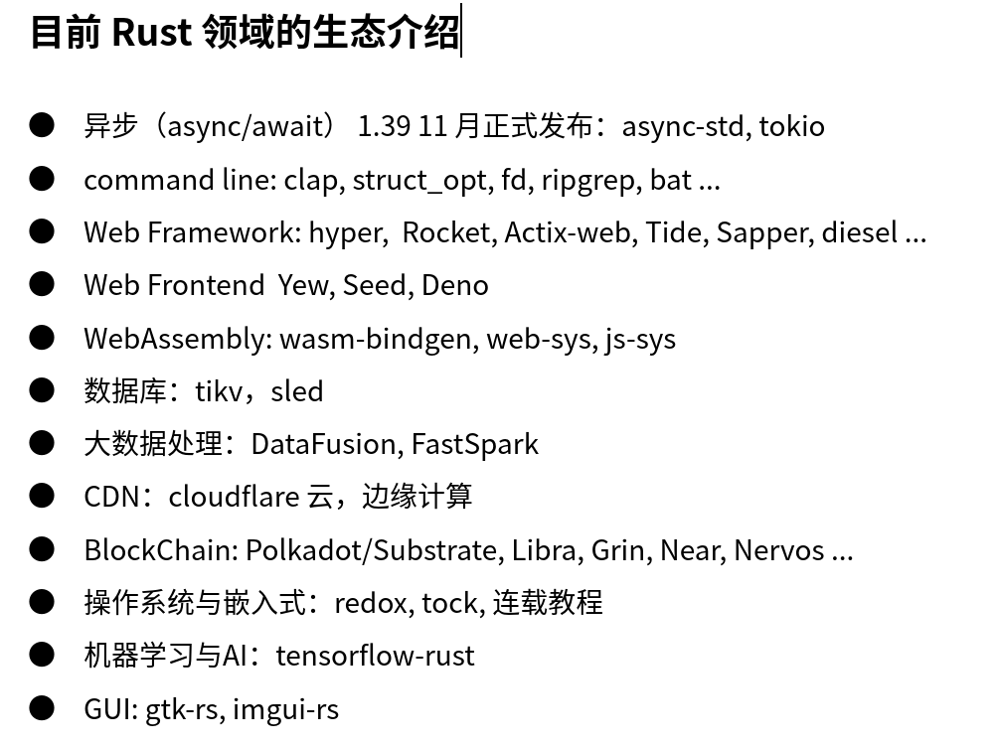 目前 Rust 领域的生态介绍
● 异步（async/await） 1.39 11 月正式发布：async-std, tokio
● command line: clap, struct_opt, fd, ripgrep, bat ...
● Web Framework: hyper,  Rocket, Actix-web, Tide, Sapper, diesel ...
● Web Frontend  Yew, Seed, Deno
● WebAssembly: wasm-bindgen, web-sys, js-sys
● 数据库：tikv，sled
● 大数据处理：DataFusion, FastSpark
● CDN：cloudflare 云，边缘计算
● BlockChain: Polkadot/Substrate, Libra, Grin, Near, Nervos ...
● 操作系统与嵌入式：redox, tock, 连载教程
● 机器学习与AI：tensorflow-rust
● GUI: gtk-rs, imgui-rs